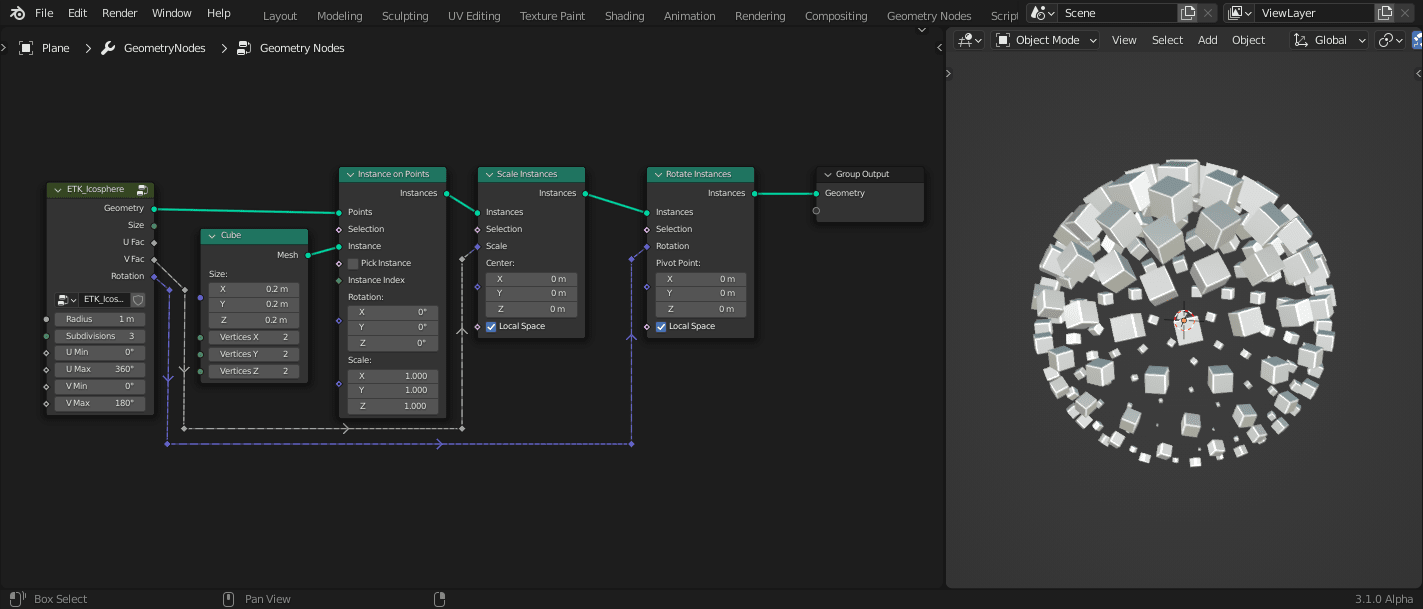 File Edit Render Window Help Layout Modeling Sculpting UV Editing Texture Paint Shading Animation Rendering Compositing Geometry Nodes Script Scene ViewLayer
Plane GeometryNodes Geometry Nodes
Object Mode View Select Add Object Global
ETK_Icosphere
Geometry
Size
U Fac
V Fac
Rotation
ETK_Icos...
Radius 1 m
Subdivisions 3
U Min 0°
U Max 360°
V Min 0°
V Max 180°
Cube
Mesh
Size:
X 0.2 m
Y 0.2 m
Z 0.2 m
Vertices X 2
Vertices Y 2
Vertices Z 2
Instance on Points
Instances
Points
Selection
Instance
Pick Instance
Instance Index
Rotation:
X 0°
Y 0°
Z 0°
Scale:
X 1.000
Y 1.000
Z 1.000
Scale Instances
Instances
Instances
Selection
Scale
Center:
X 0 m
Y 0 m
Z 0 m
Local Space
Rotate Instances
Instances
Instances
Selection
Rotation
Pivot Point:
X 0 m
Y 0 m
Z 0 m
Local Space
Group Output
Geometry
Box Select Pan View 3.1.0 Alpha